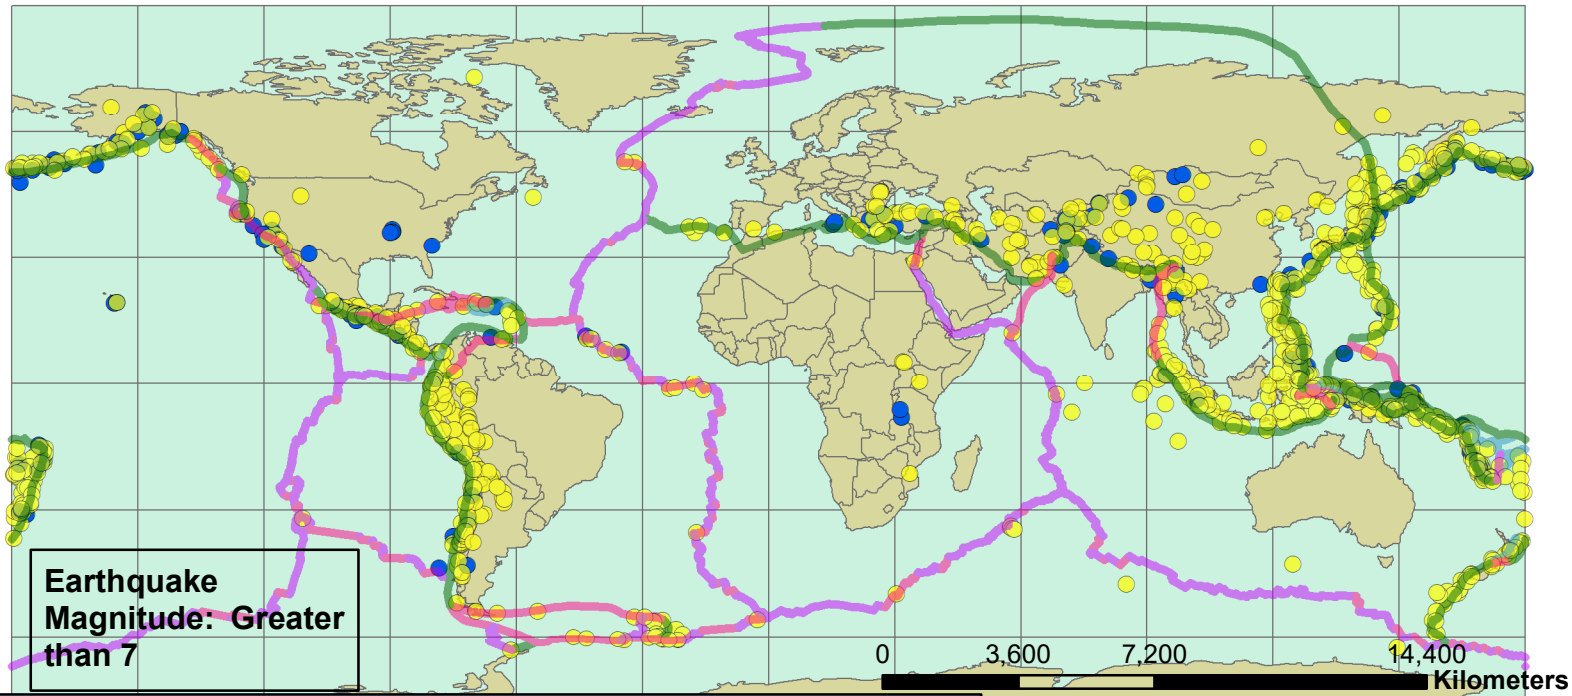 Earthquake
Magnitude: Greater
than 7
0 3,600 7,200 14,400
Kilometers